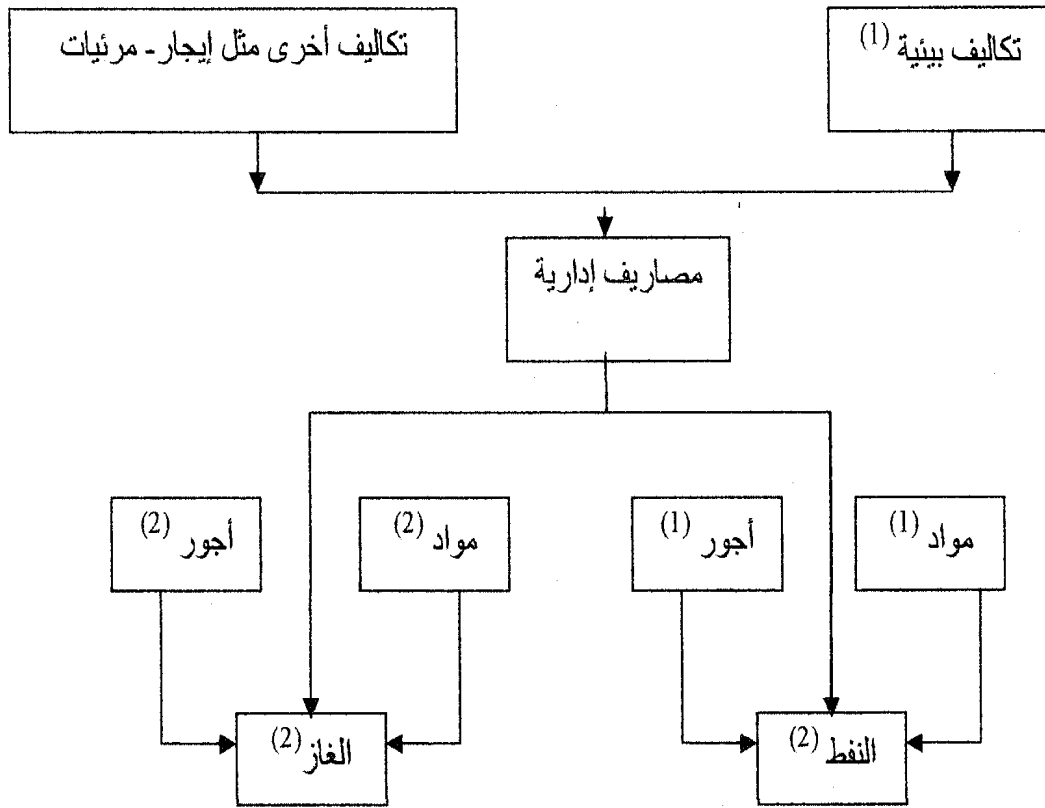 تكاليف بيئية (1)
تكاليف أخرى مثل إيجار - مرئيات
مصاريف إدارية
مواد (1)
أجور (1)
مواد (2)
أجور (2)
النفط (2)
الغاز (2)